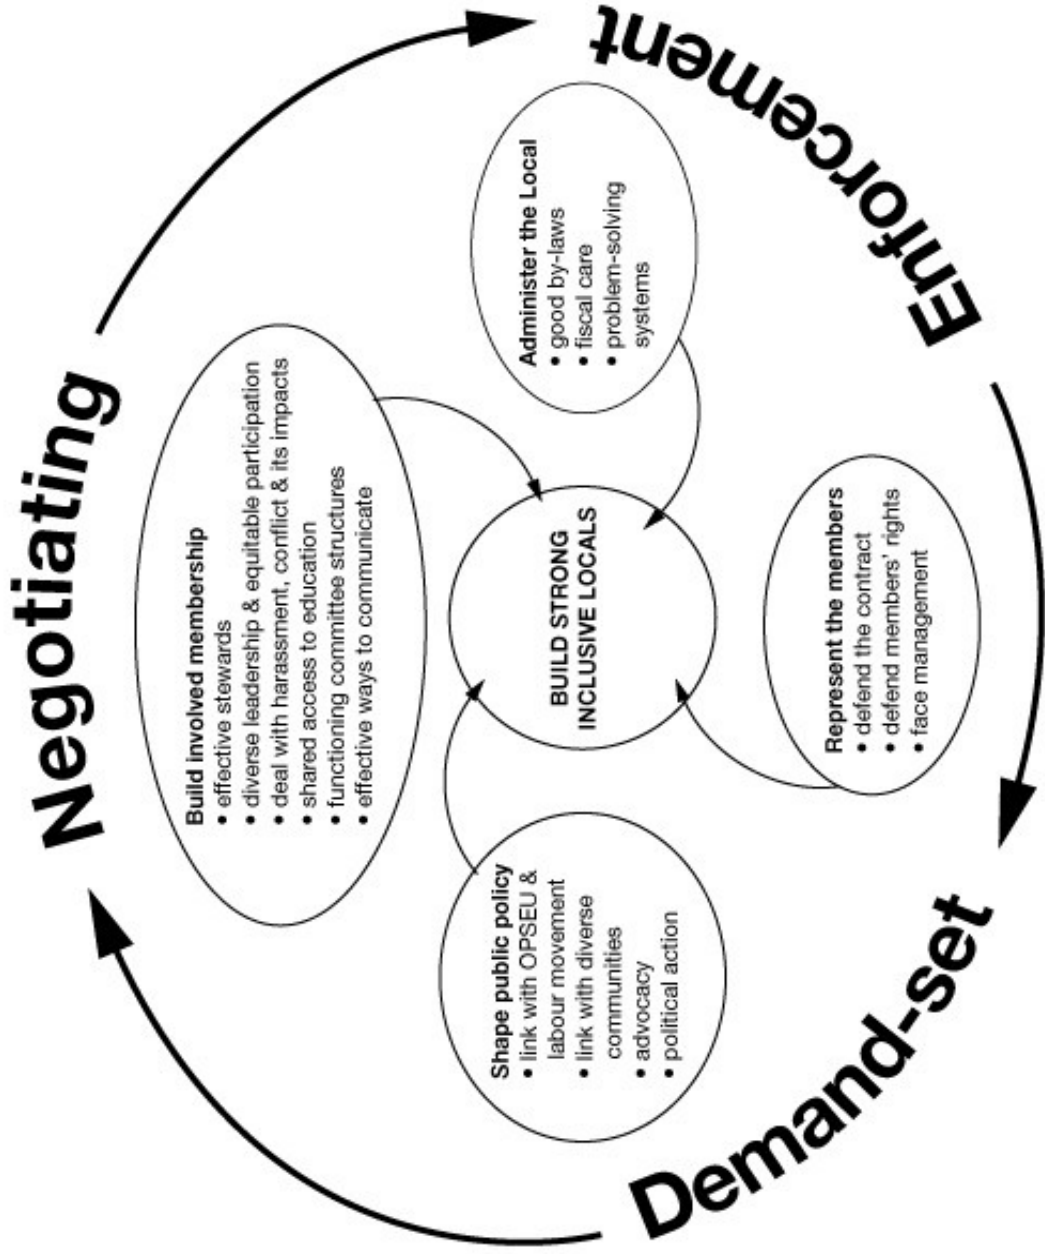 Negotiating
Build involved membership
• effective stewards
• diverse leadership & equitable participation
• deal with harassment, conflict & its impacts
• shared access to education
• functioning committee structures
• effective ways to communicate
Shape public policy
• link with OPSEU &
labour movement
• link with diverse
communities
• advocacy
• political action
BUILD STRONG
INCLUSIVE LOCALS
Administer the Local
• good by-laws
• fiscal care
• problem-solving
systems
Represent the members
• defend the contract
• defend members' rights
• face management
Demand-set
Enforcement